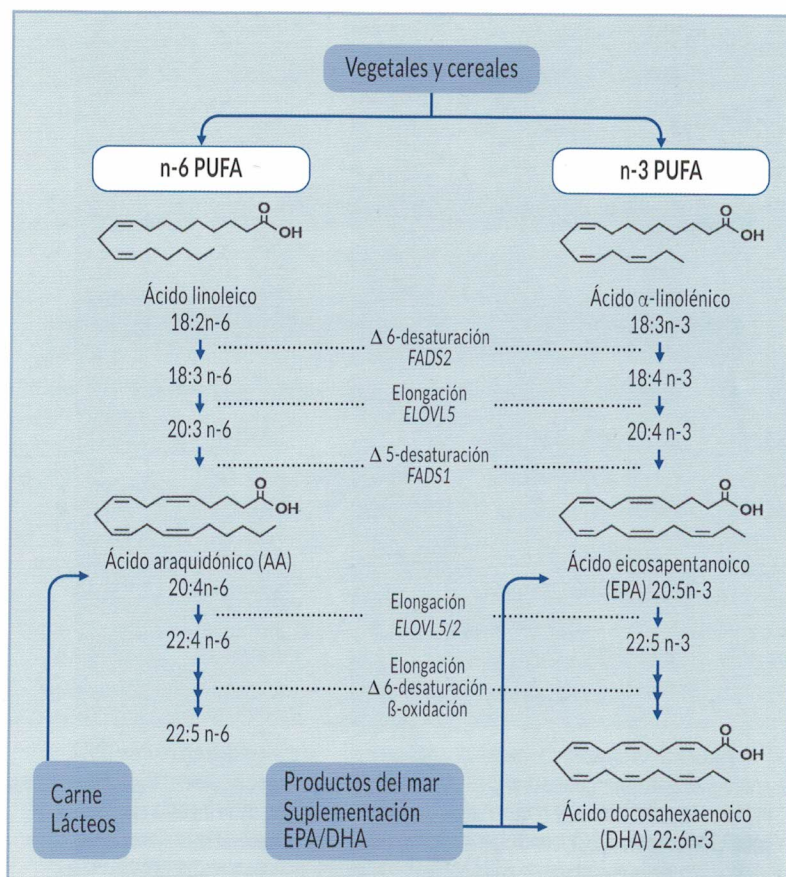 Vegetales y cereales
n-6 PUFA
n-3 PUFA
O
OH
O
OH
Ácido linoleico
18:2n-6
Ácido α-linolénico
18:3n-3
Δ 6-desaturación
FADS2
18:3 n-6
18:4 n-3
Elongación
ELOVL5
20:3 n-6
20:4 n-3
Δ 5-desaturación
FADS1
O
OH
O
OH
Ácido araquidónico (AA)
20:4n-6
Ácido eicosapentanoico
(EPA) 20:5n-3
Elongación
ELOVL5/2
22:4 n-6
22:5 n-3
Elongación
Δ 6-desaturación
ß-oxidación
22:5 n-6
O
OH
Carne
Lácteos
Productos del mar
Suplementación
EPA/DHA
Ácido docosahexaenoico
(DHA) 22:6n-3